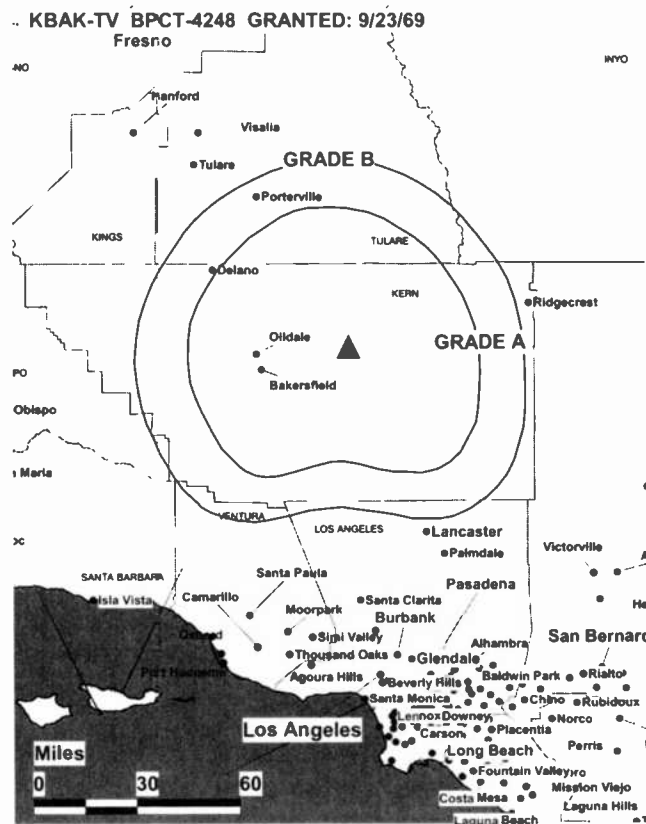 KBAK-TV BPCT-4248 GRANTED: 9/23/69
Fresno
INYO
Hanford
Visalia
Tulare
GRADE B
Porterville
KINGS
TULARE
Delano
KERN
Ridgecrest
Oildale
GRADE A
Bakersfield
Obispo
Maria
VENTURA
LOS ANGELES
Lancaster
Palmdale
Victorville
SANTA BARBARA
Santa Paula
Pasadena
Isla Vista
Camarillo
Santa Clarita
Moorpark
Burbank
Simi Valley
Alhambra
San Bernard
Thousand Oaks
Glendale
Agoura Hills
Baldwin Park
Rialto
Beverly Hills
Santa Monica
Chino
Rubidoux
Lennox
Downey
Norco
Los Angeles
Carson
Placentia
Long Beach
Perris
Miles
0 30 60
Fountain Valley
Mission Viejo
Costa Mesa
Laguna Hills
Laguna Beach